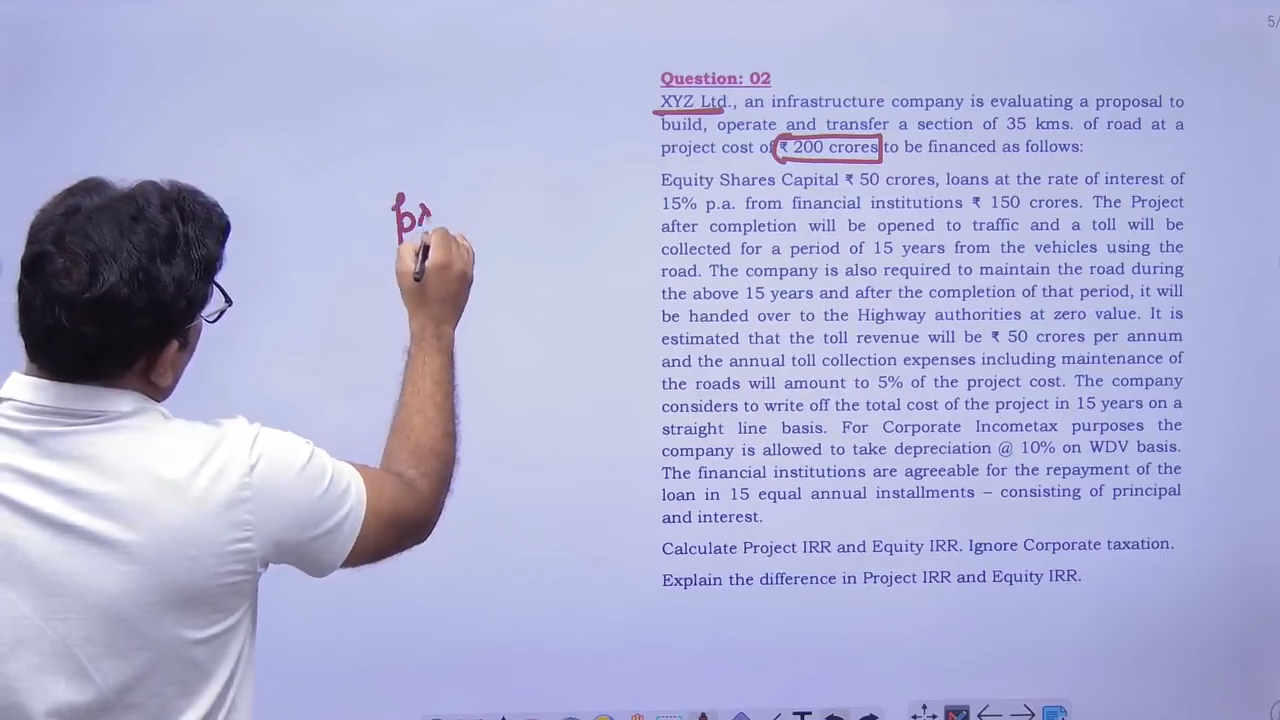 Question: 02
XYZ Ltd., an infrastructure company is evaluating a proposal to
build, operate and transfer a section of 35 kms. of road at a
project cost of ₹ 200 crores to be financed as follows:
Equity Shares Capital ₹ 50 crores, loans at the rate of interest of
15% p.a. from financial institutions ₹ 150 crores. The Project
after completion will be opened to traffic and a toll will be
collected for a period of 15 years from the vehicles using the
road. The company is also required to maintain the road during
the above 15 years and after the completion of that period, it will
be handed over to the Highway authorities at zero value. It is
estimated that the toll revenue will be ₹ 50 crores per annum
and the annual toll collection expenses including maintenance of
the roads will amount to 5% of the project cost. The company
considers to write off the total cost of the project in 15 years on a
straight line basis. For Corporate Incometax purposes the
company is allowed to take depreciation @ 10% on WDV basis.
The financial institutions are agreeable for the repayment of the
loan in 15 equal annual installments – consisting of principal
and interest.
Calculate Project IRR and Equity IRR. Ignore Corporate taxation.
Explain the difference in Project IRR and Equity IRR.